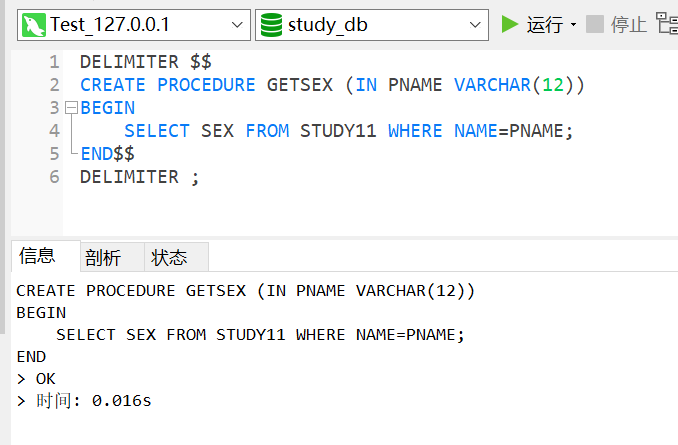 Test_127.0.0.1 study_db 运行 停止
1 DELIMITER $$
2 CREATE PROCEDURE GETSEX (IN PNAME VARCHAR(12))
3 BEGIN
4 SELECT SEX FROM STUDY11 WHERE NAME=PNAME;
5 END$$
6 DELIMITER ;
信息 剖析 状态
CREATE PROCEDURE GETSEX (IN PNAME VARCHAR(12))
BEGIN
SELECT SEX FROM STUDY11 WHERE NAME=PNAME;
END
> OK
> 时间: 0.016s